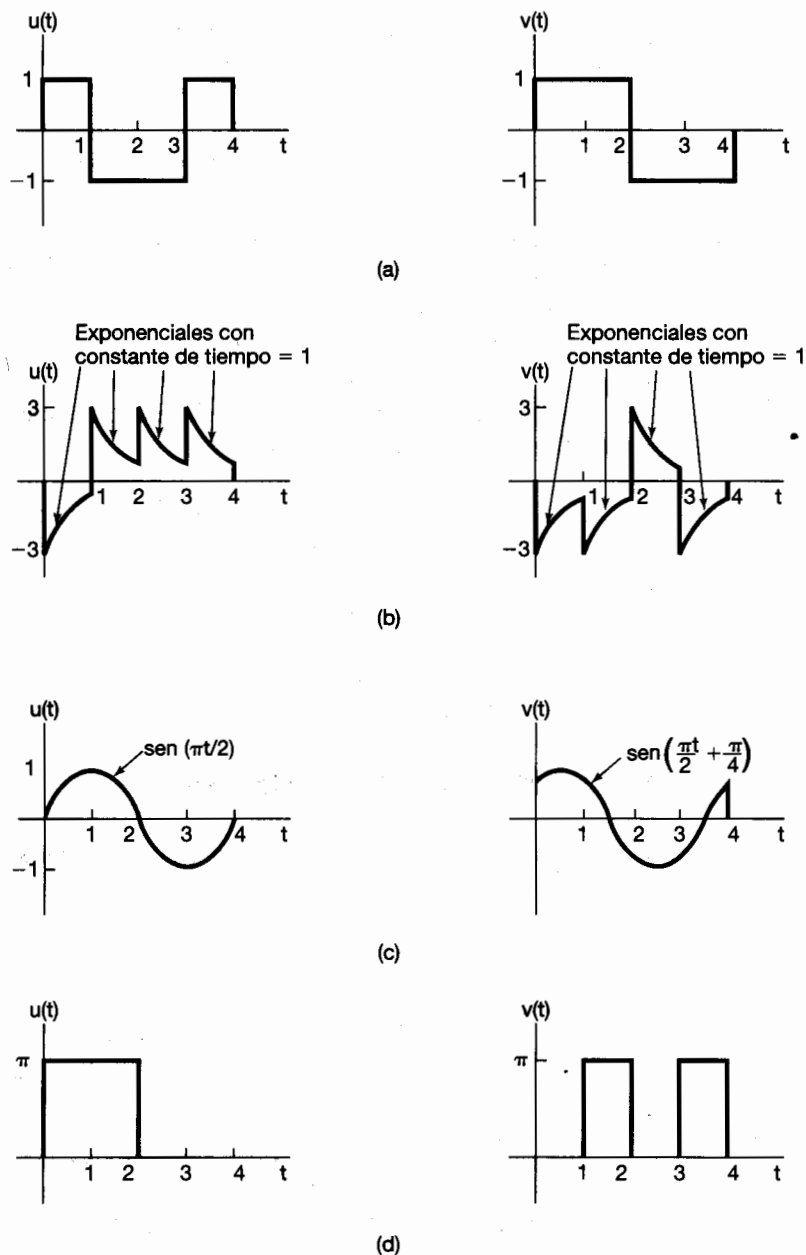 u(t)
1
1
2
3
4
t
−1
v(t)
1
1
2
3
4
t
−1
(a)
Exponenciales con
constante de tiempo = 1
u(t)
3
1
2
3
4
t
−3
Exponenciales con
constante de tiempo = 1
v(t)
3
1
2
3
4
t
−3
(b)
u(t)
sen (πt/2)
1
1
2
3
4
t
−1
v(t)
sen(πt/2 + π/4)
1
2
3
4
t
(c)
u(t)
π
1
2
3
4
t
v(t)
π
1
2
3
4
t
(d)